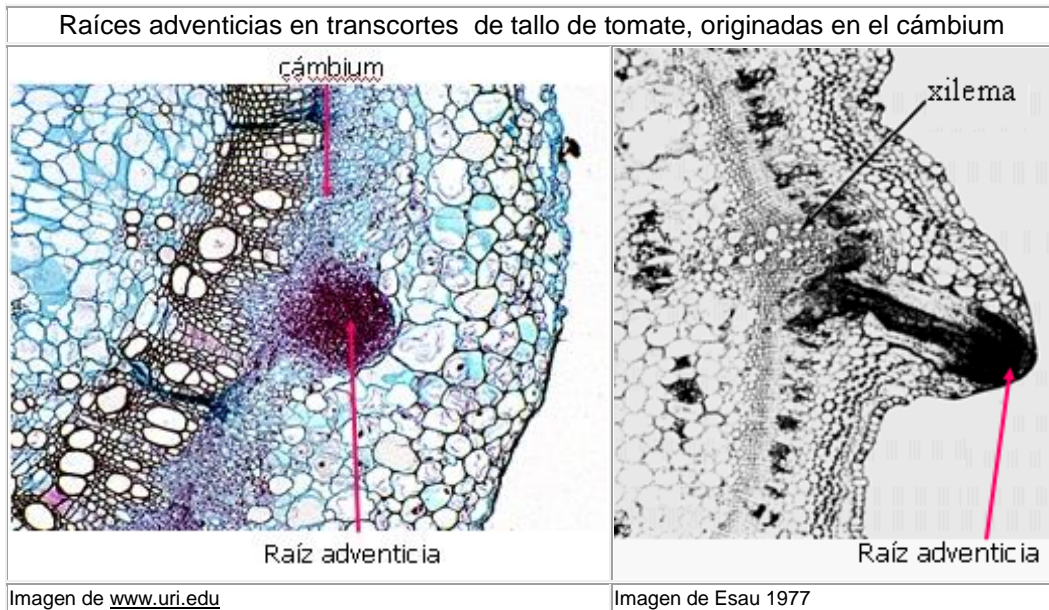 Raíces adventicias en transcortes de tallo de tomate, originadas en el cámbium
cámbium
xilema
Raíz adventicia
Raíz adventicia
Imagen de www.uri.edu
Imagen de Esau 1977